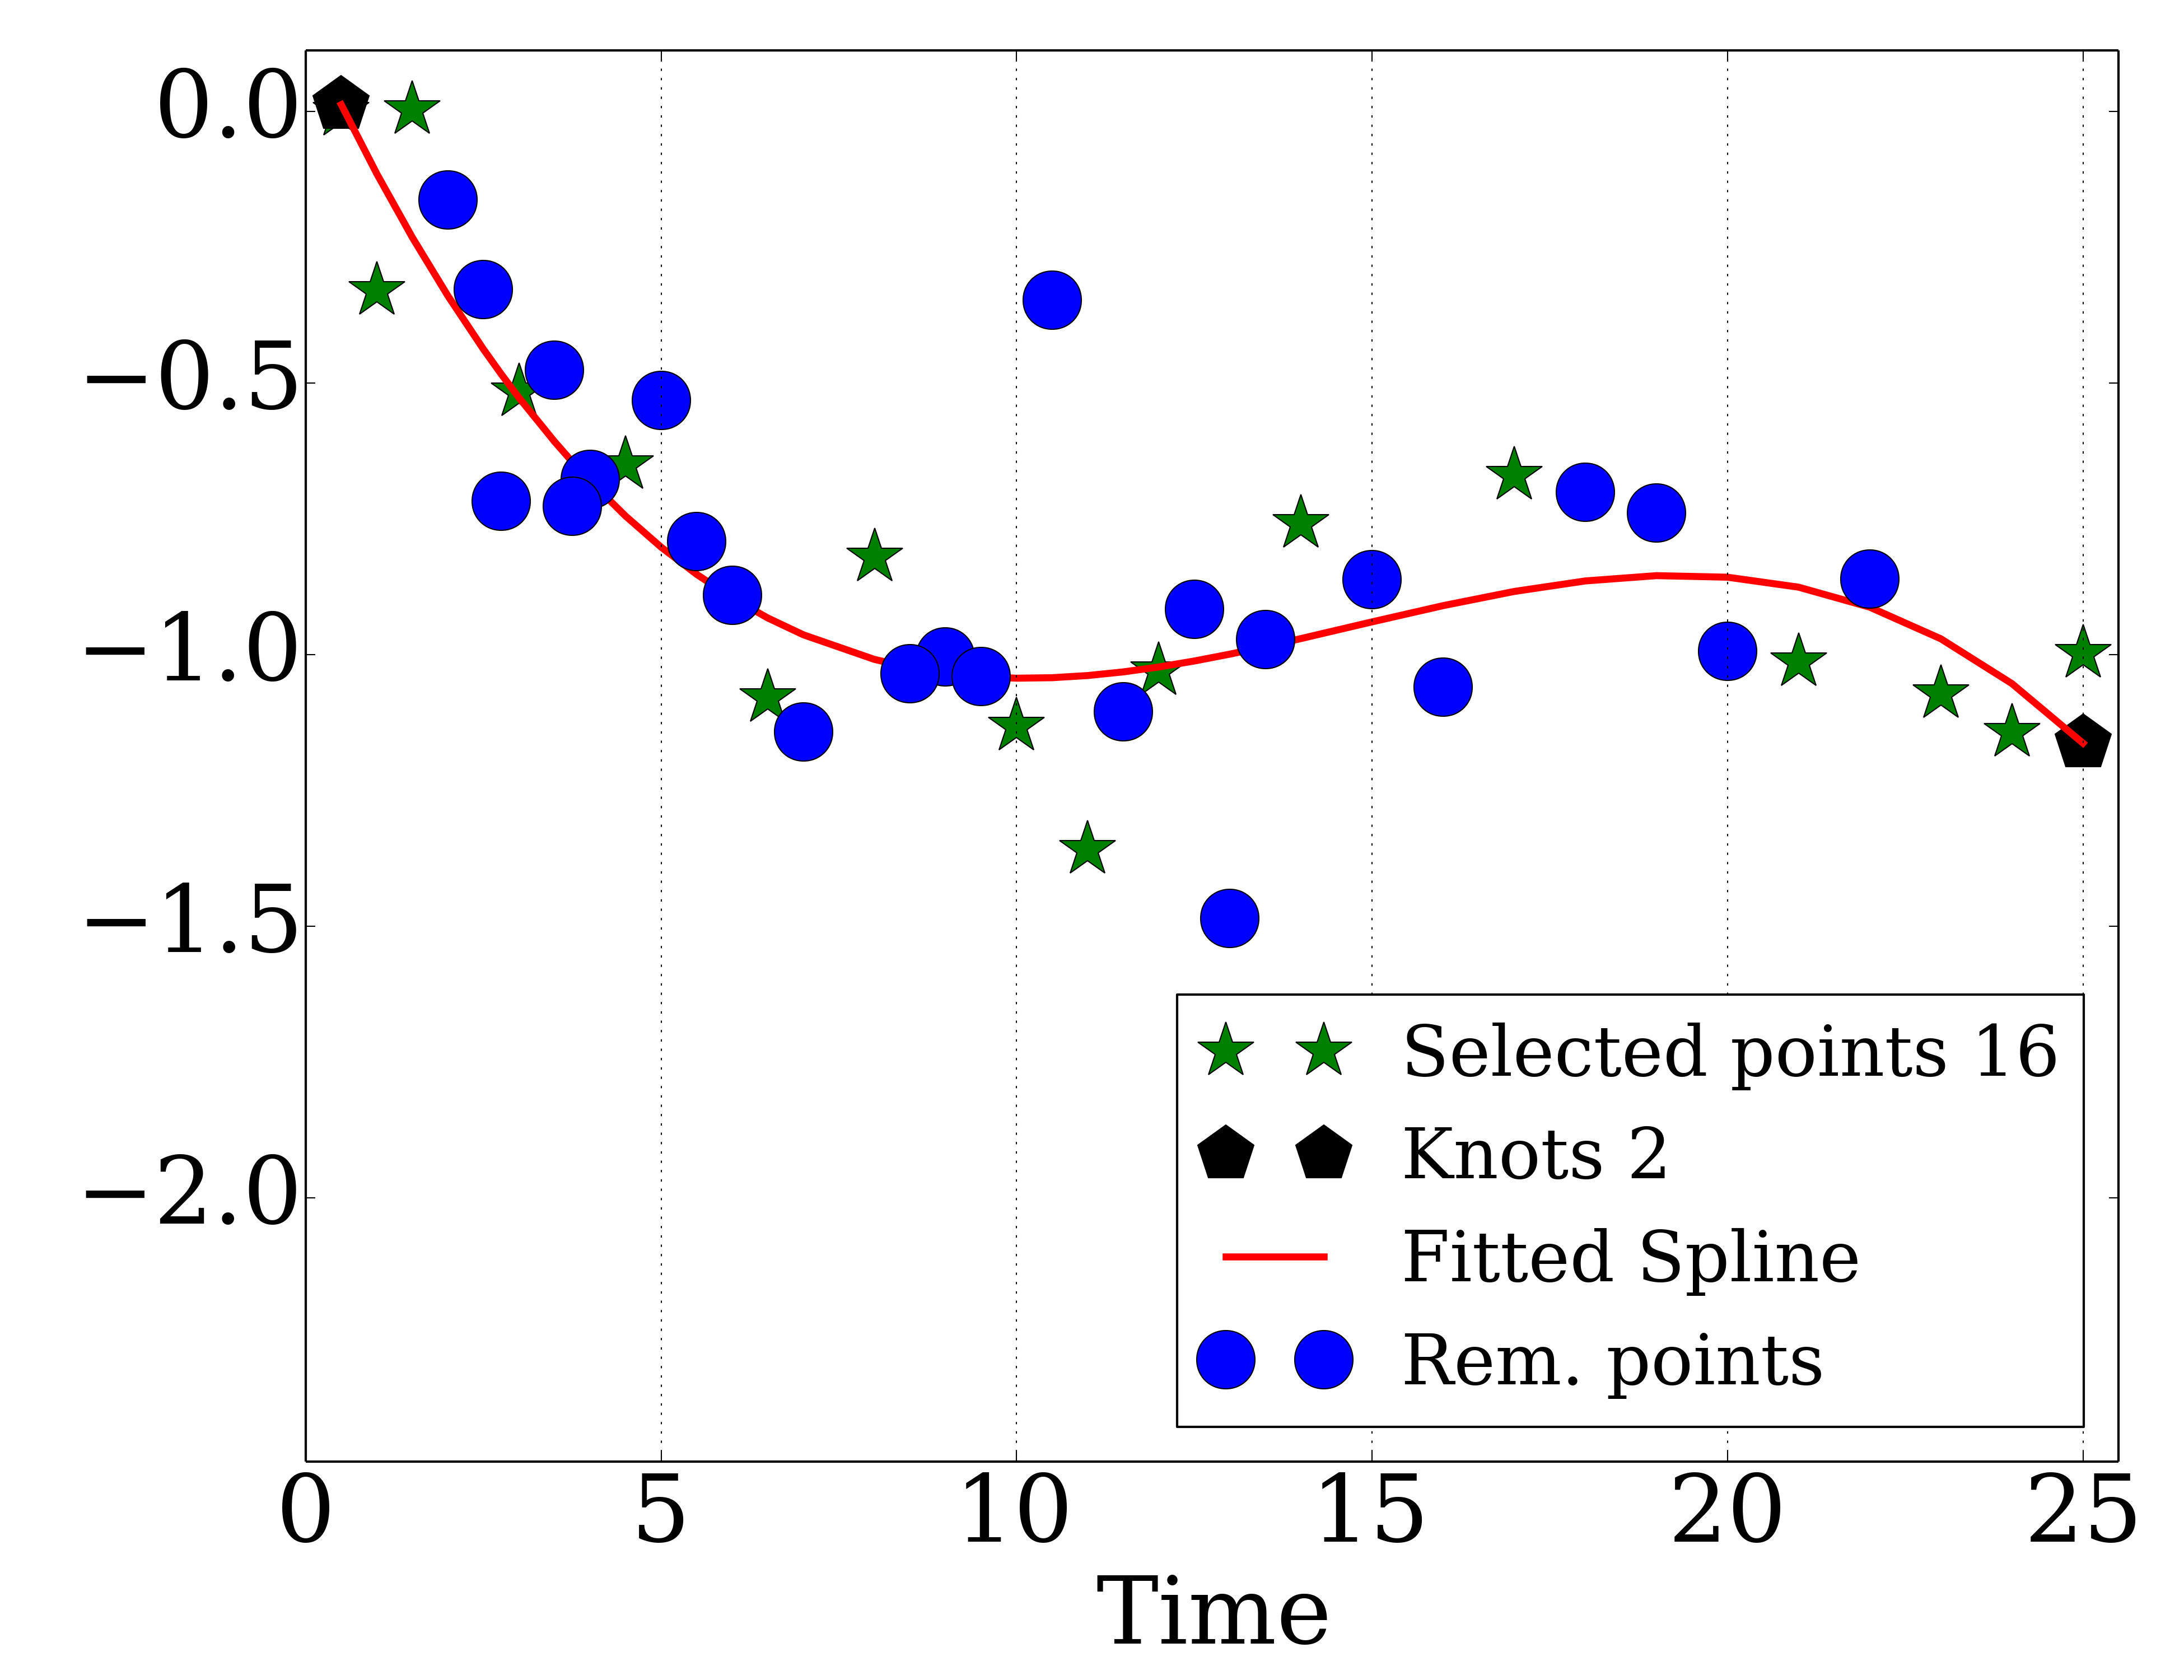 0.0
−0.5
−1.0
−1.5
−2.0
Selected points 16
Knots 2
Fitted Spline
Rem. points
0 5 10 15 20 25
Time